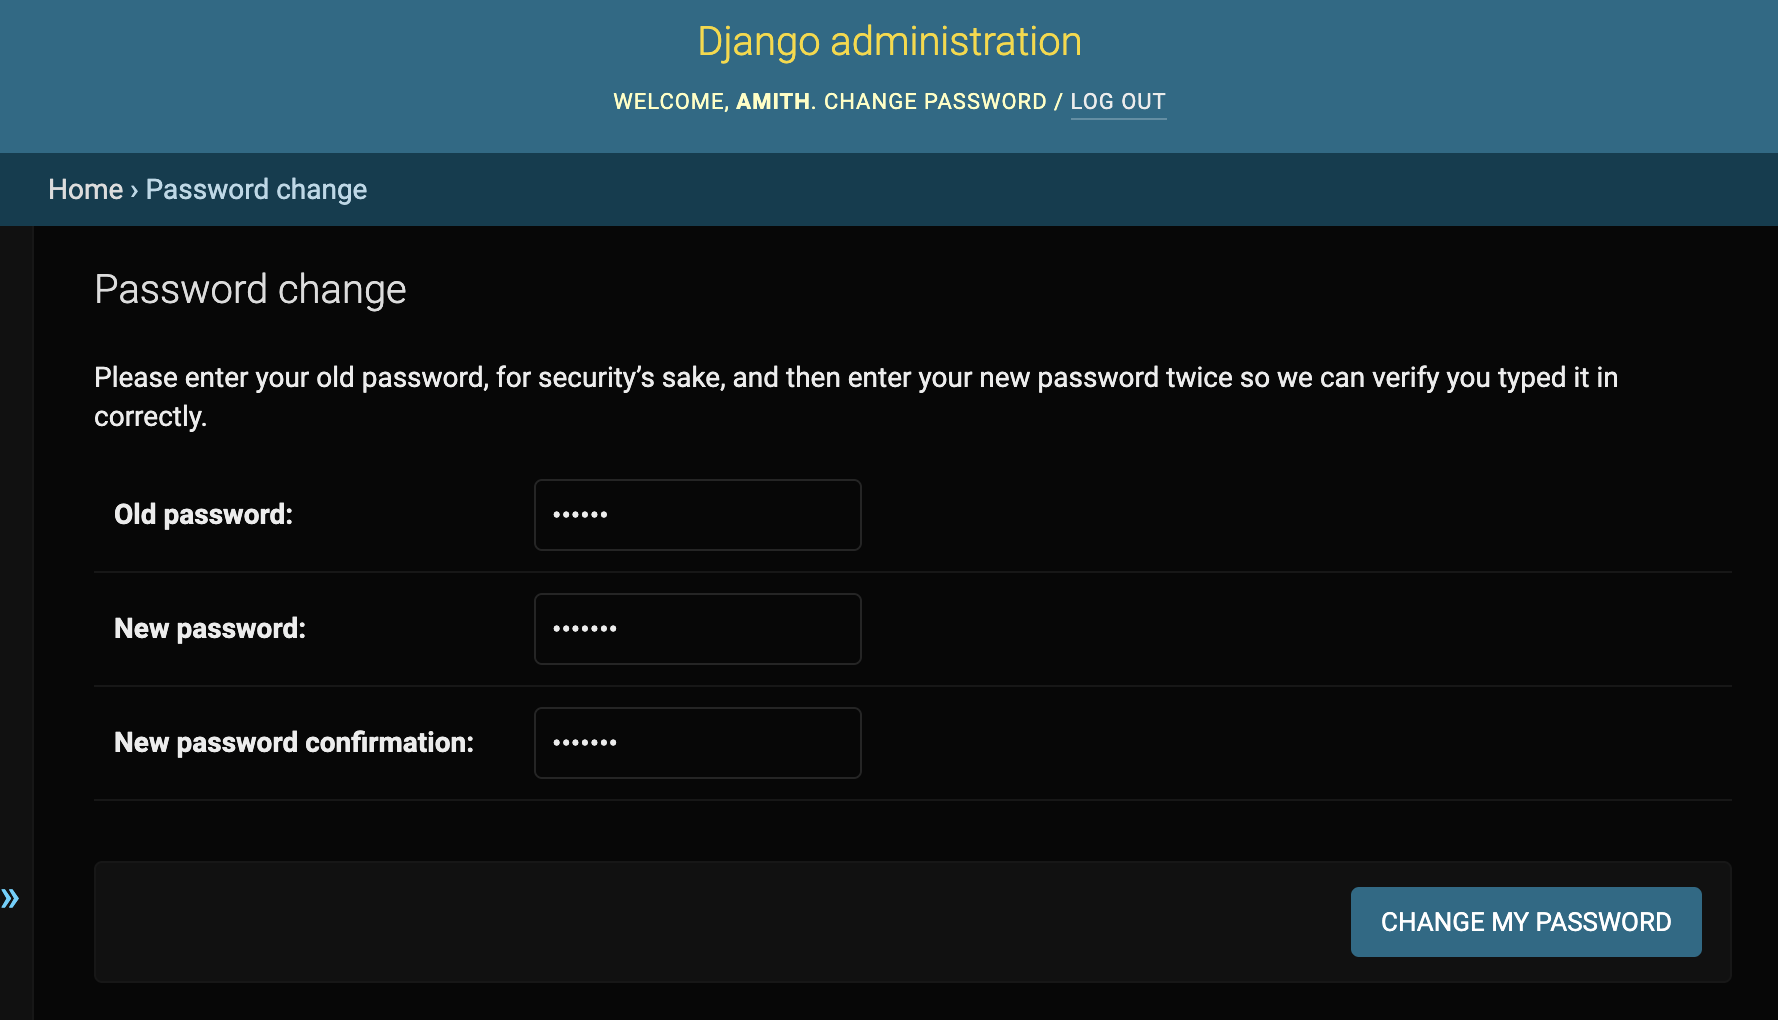 Django administration
WELCOME, AMITH. CHANGE PASSWORD / LOG OUT
Home › Password change
Password change
Please enter your old password, for security’s sake, and then enter your new password twice so we can verify you typed it in
correctly.
Old password: ••••••
New password: •••••••
New password confirmation: •••••••
»
CHANGE MY PASSWORD